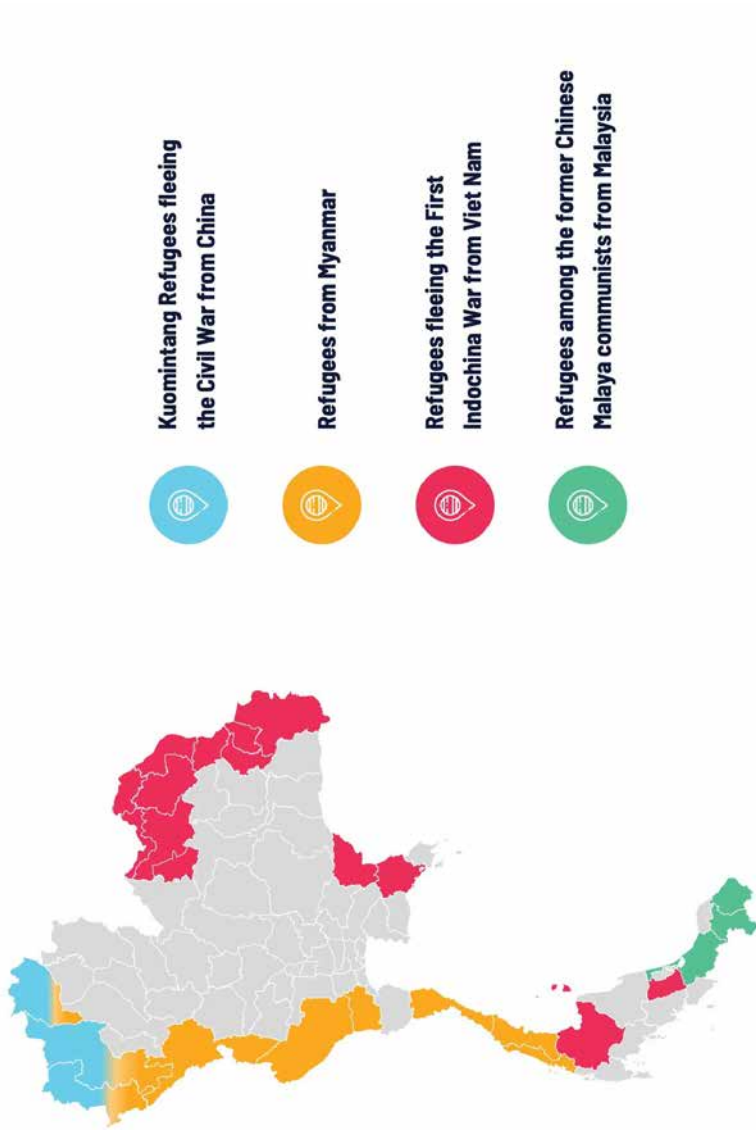 Kuomintang Refugees fleeing
the Civil War from China
Refugees from Myanmar
Refugees fleeing the First
Indochina War from Viet Nam
Refugees among the former Chinese
Malaya communists from Malaysia